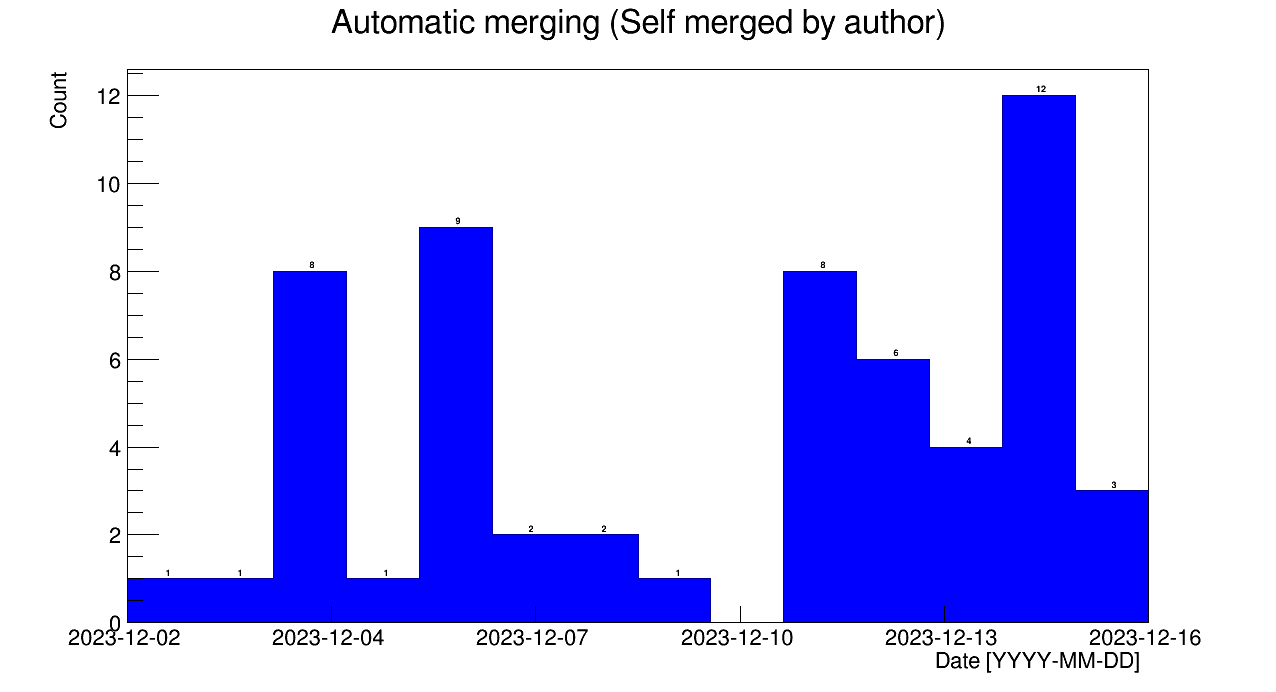 Automatic merging (Self merged by author)
Count
12
10
8
6
4
2
0
1 1 8 1 9 2 2 1 8 6 4 12 3
2023-12-02 2023-12-04 2023-12-07 2023-12-10 2023-12-13 2023-12-16
Date [YYYY-MM-DD]